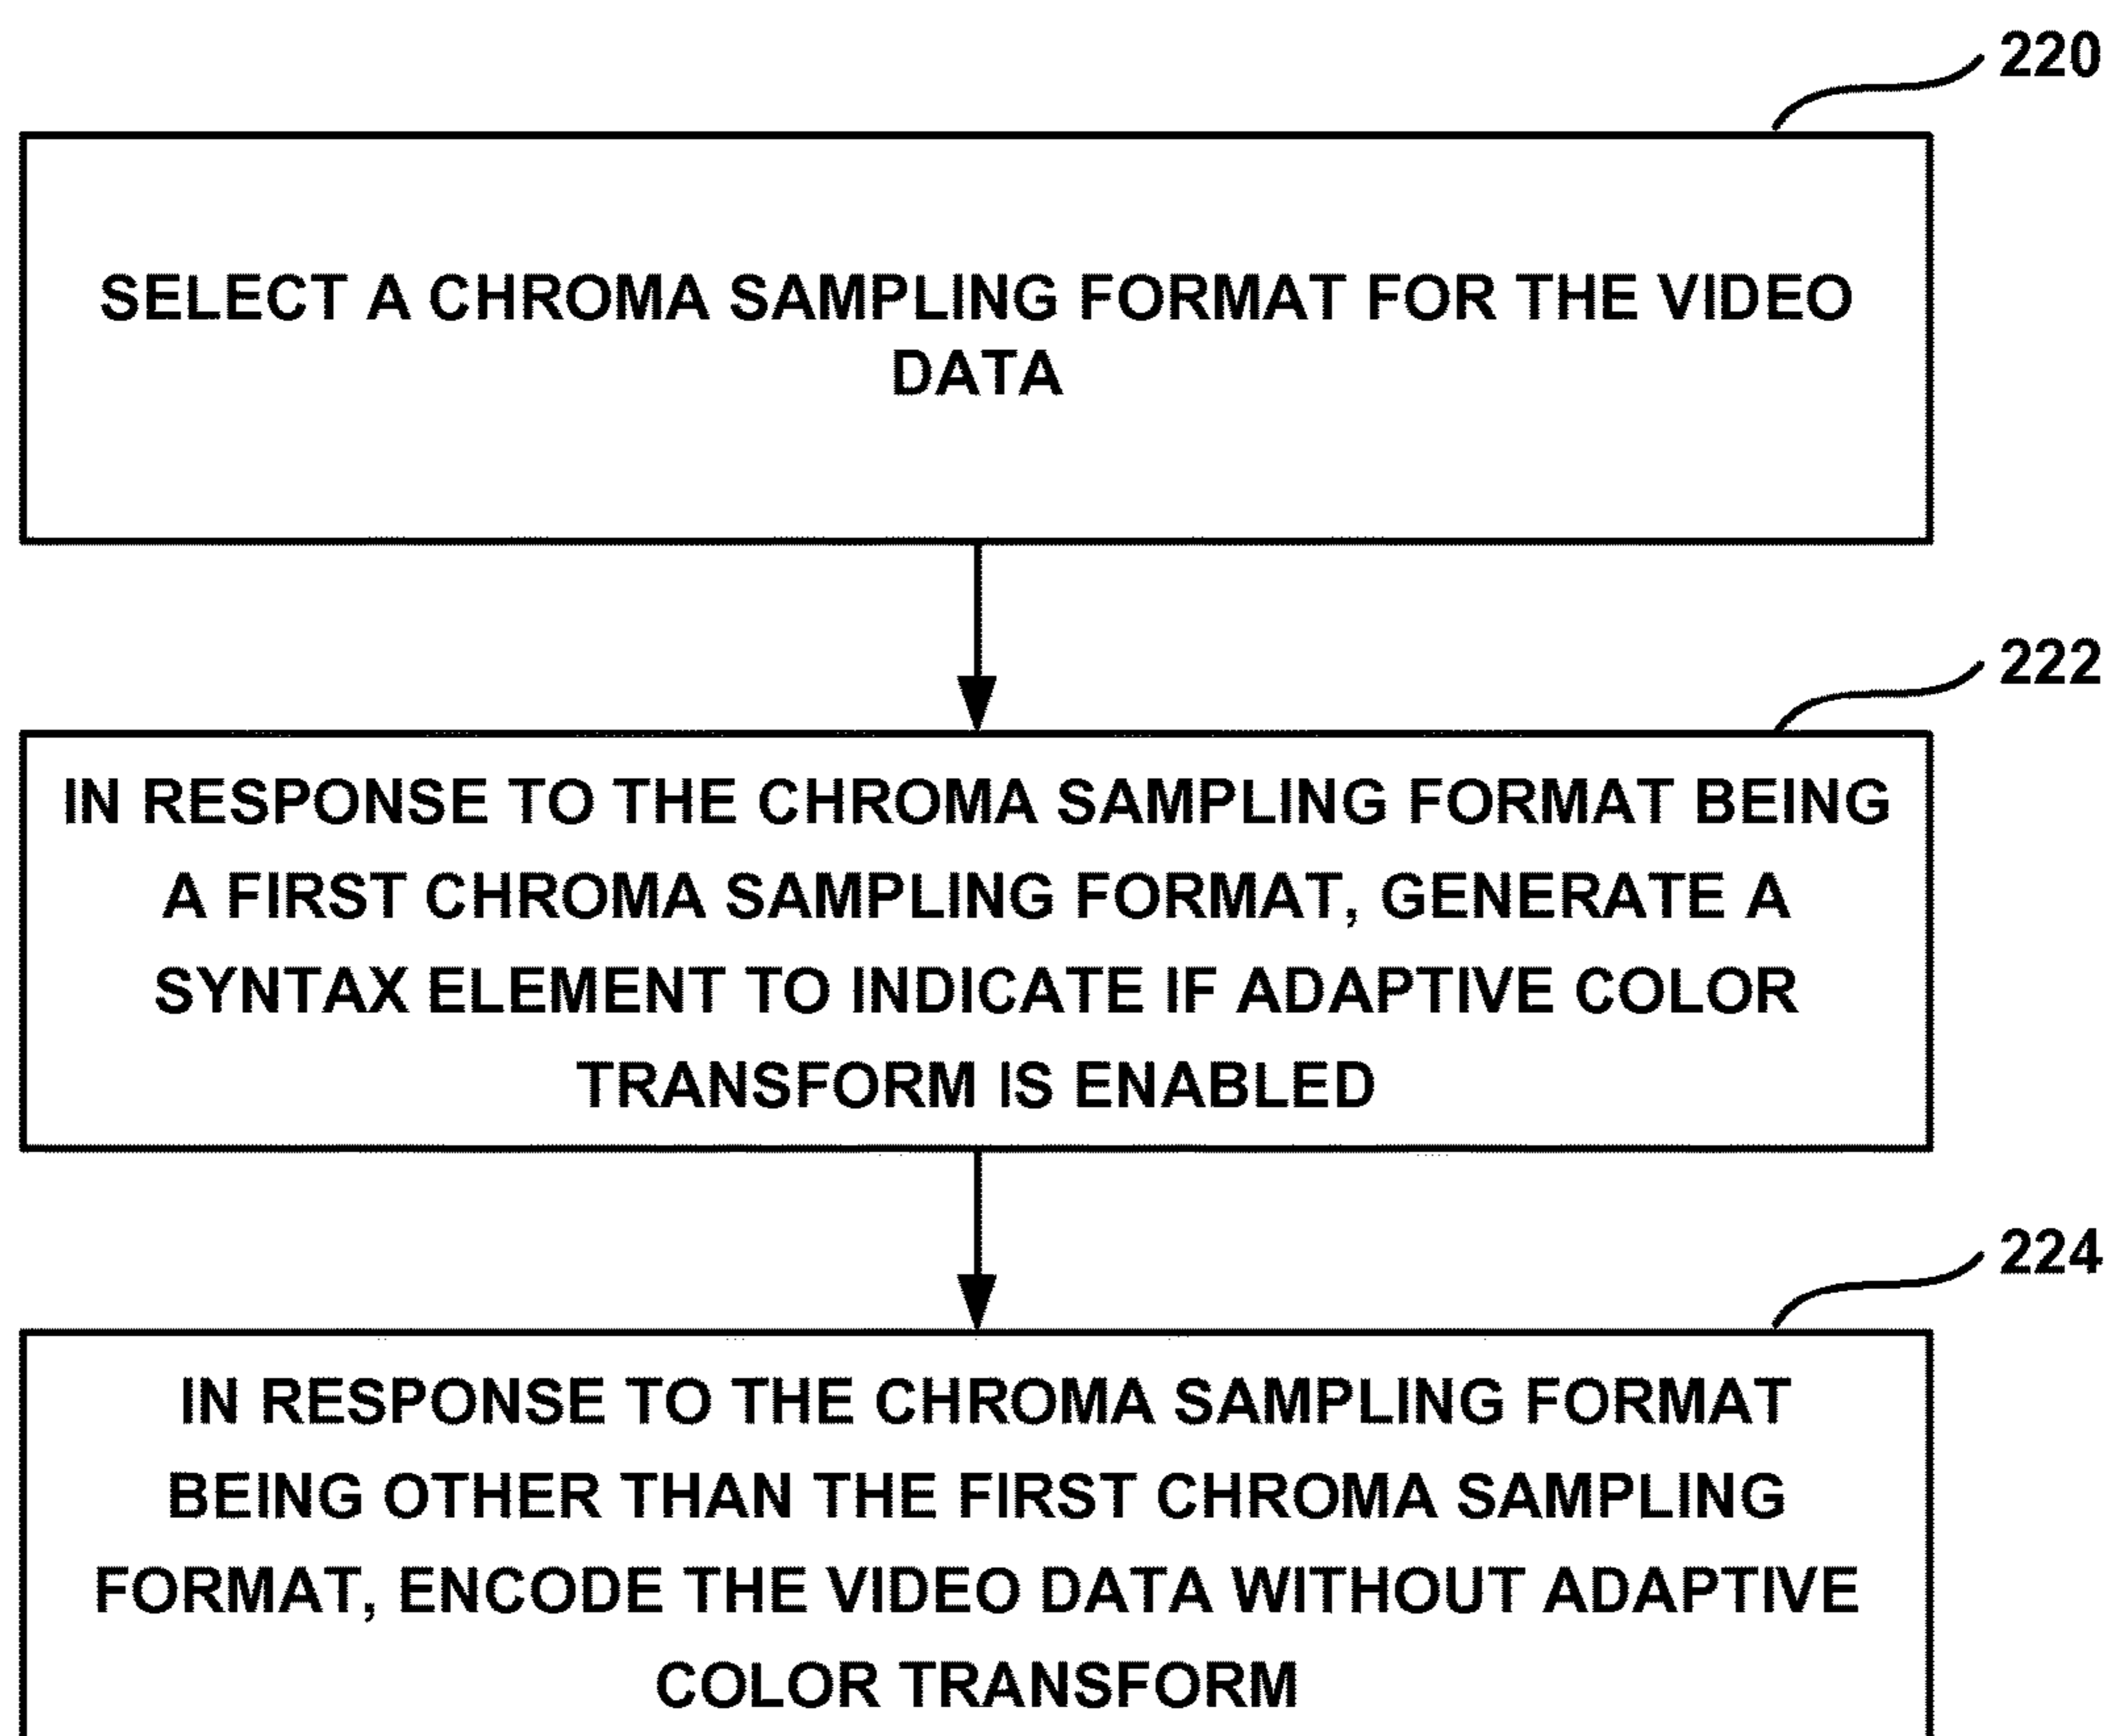 220
SELECT A CHROMA SAMPLING FORMAT FOR THE VIDEO
DATA
222
IN RESPONSE TO THE CHROMA SAMPLING FORMAT BEING
A FIRST CHROMA SAMPLING FORMAT, GENERATE A
SYNTAX ELEMENT TO INDICATE IF ADAPTIVE COLOR
TRANSFORM IS ENABLED
224
IN RESPONSE TO THE CHROMA SAMPLING FORMAT
BEING OTHER THAN THE FIRST CHROMA SAMPLING
FORMAT, ENCODE THE VIDEO DATA WITHOUT ADAPTIVE
COLOR TRANSFORM